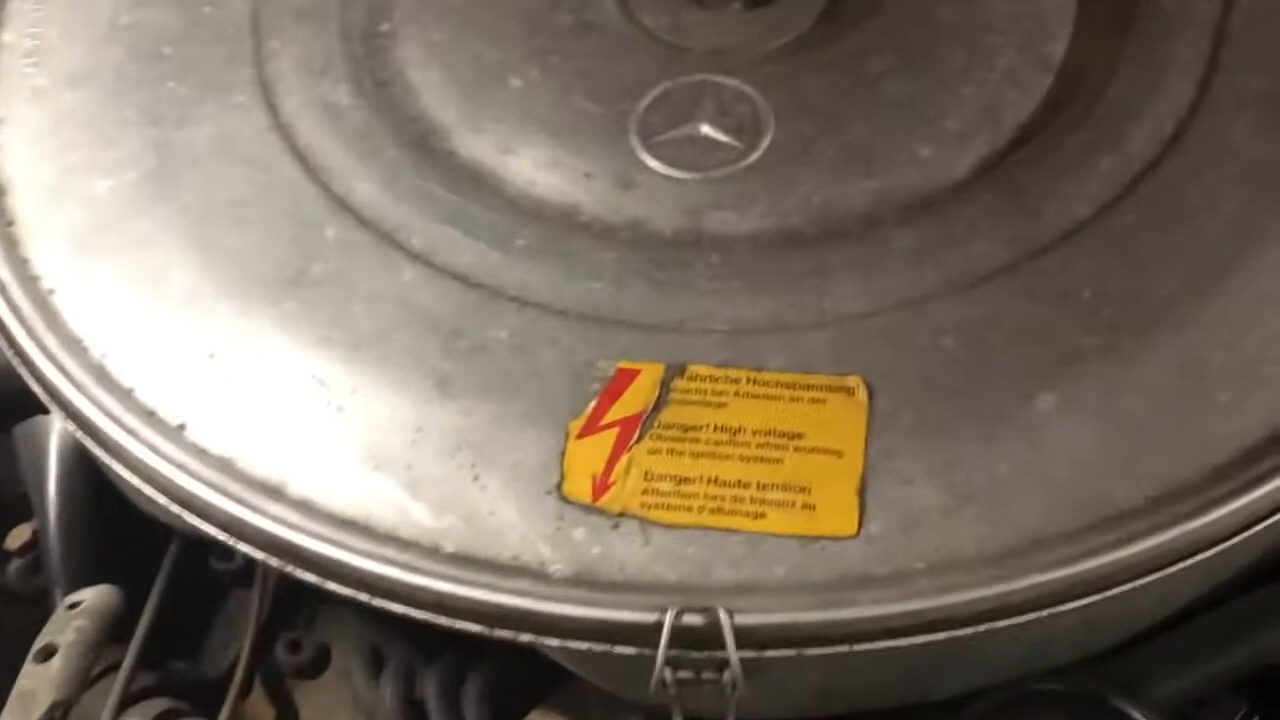 fährliche Hochspannung!
bei Arbeiten an der
Danger! High voltage
Observe caution when working
on the ignition system
Danger! Haute tension
Attention lors de travaux au
système d'allumage